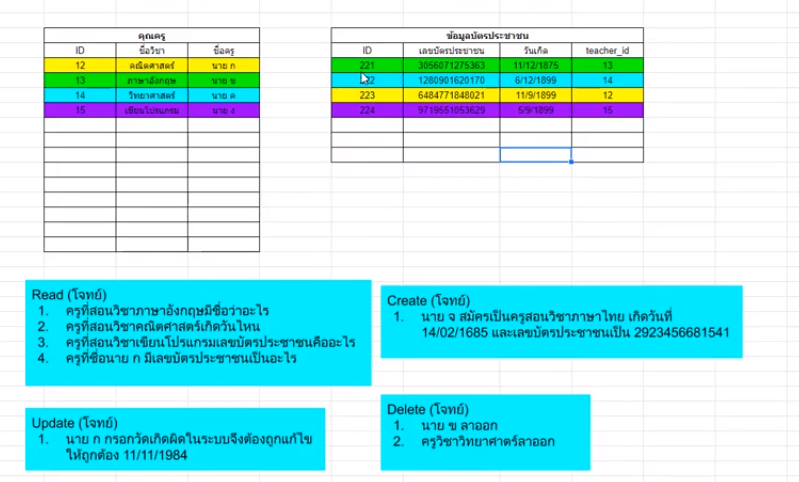 คุณครู
ID ชื่อวิชา ชื่อครู
12 คณิตศาสตร์ นาย ก
13 ภาษาอังกฤษ นาย ข
14 วิทยาศาสตร์ นาย ค
15 เขียนโปรแกรม นาย ง
ข้อมูลบัตรประชาชน
ID เลขบัตรประชาชน วันเกิด teacher_id
221 3056071275363 11/12/1875 13
1280901620170 6/12/1899 14
223 6484771848021 11/9/1899 12
224 9719551053629 5/9/1899 15
Read (โจทย์)
1. ครูที่สอนวิชาภาษาอังกฤษมีชื่อว่าอะไร
2. ครูที่สอนวิชาคณิตศาสตร์เกิดวันไหน
3. ครูที่สอนวิชาเขียนโปรแกรมเลขบัตรประชาชนคืออะไร
4. ครูที่ชื่อนาย ก มีเลขบัตรประชาชนเป็นอะไร
Create (โจทย์)
1. นาย จ สมัครเป็นครูสอนวิชาภาษาไทย เกิดวันที่
14/02/1685 และเลขบัตรประชาชนเป็น 2923456681541
Update (โจทย์)
1. นาย ก กรอกวัดเกิดผิดในระบบจึงต้องถูกแก้ไข
ให้ถูกต้อง 11/11/1984
Delete (โจทย์)
1. นาย ข ลาออก
2. ครูวิชาวิทยาศาตร์ลาออก